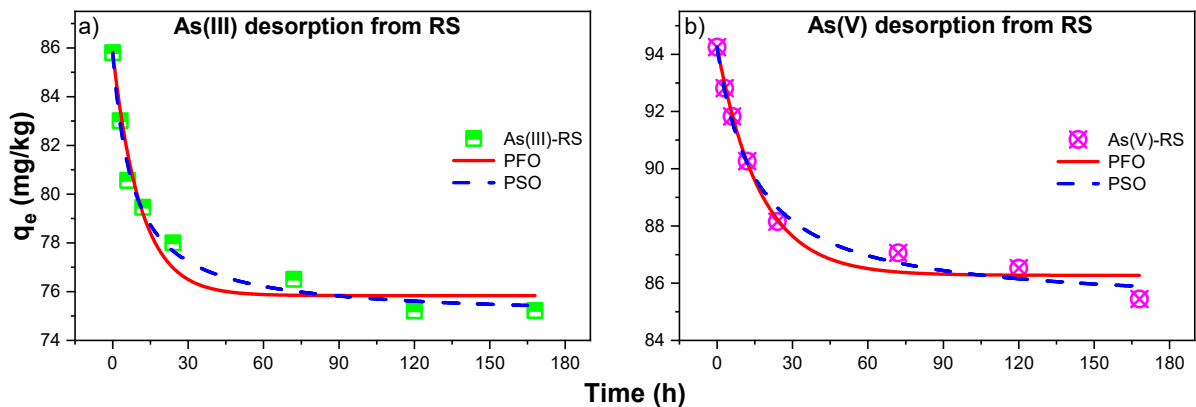 a)
As(III) desorption from RS
86
84
82
80
78
76
74
As(III)-RS
PFO
PSO
0 30 60 90 120 150 180
b)
As(V) desorption from RS
94
92
90
88
86
84
As(V)-RS
PFO
PSO
0 30 60 90 120 150 180
qe (mg/kg)
Time (h)